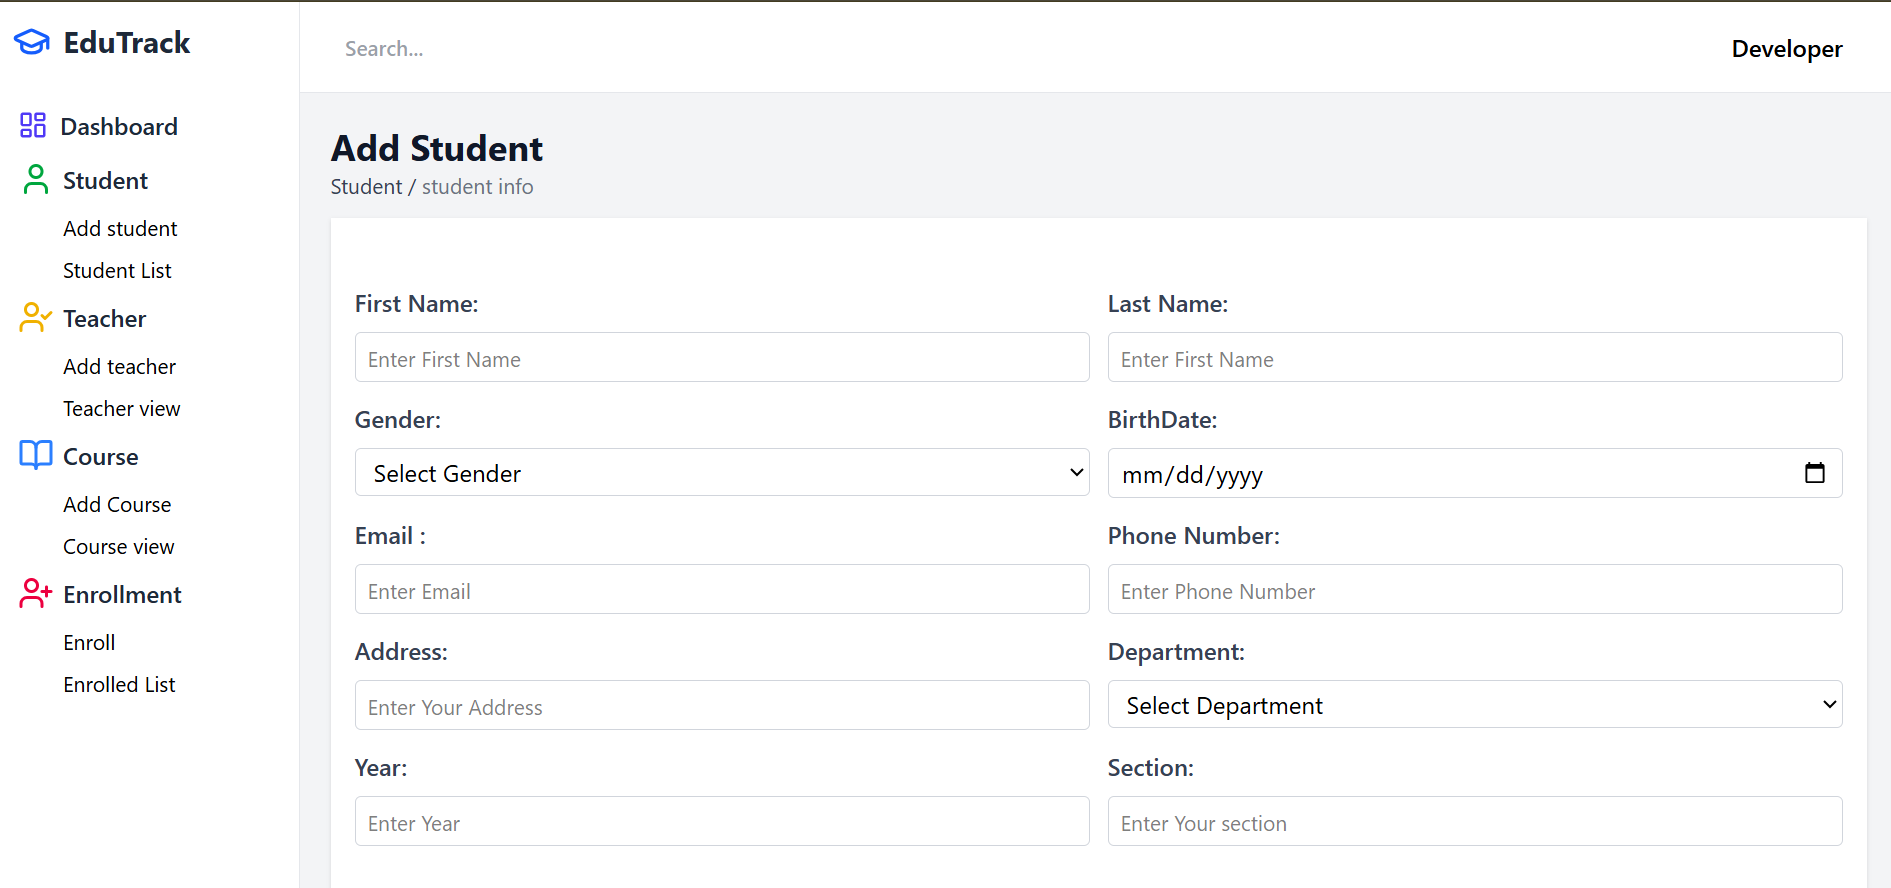 EduTrack
Dashboard
Student
Add student
Student List
Teacher
Add teacher
Teacher view
Course
Add Course
Course view
Enrollment
Enroll
Enrolled List
Search...
Developer
Add Student
Student / student info
First Name:
Enter First Name
Last Name:
Enter First Name
Gender:
Select Gender
BirthDate:
mm/dd/yyyy
Email :
Enter Email
Phone Number:
Enter Phone Number
Address:
Enter Your Address
Department:
Select Department
Year:
Enter Year
Section:
Enter Your section